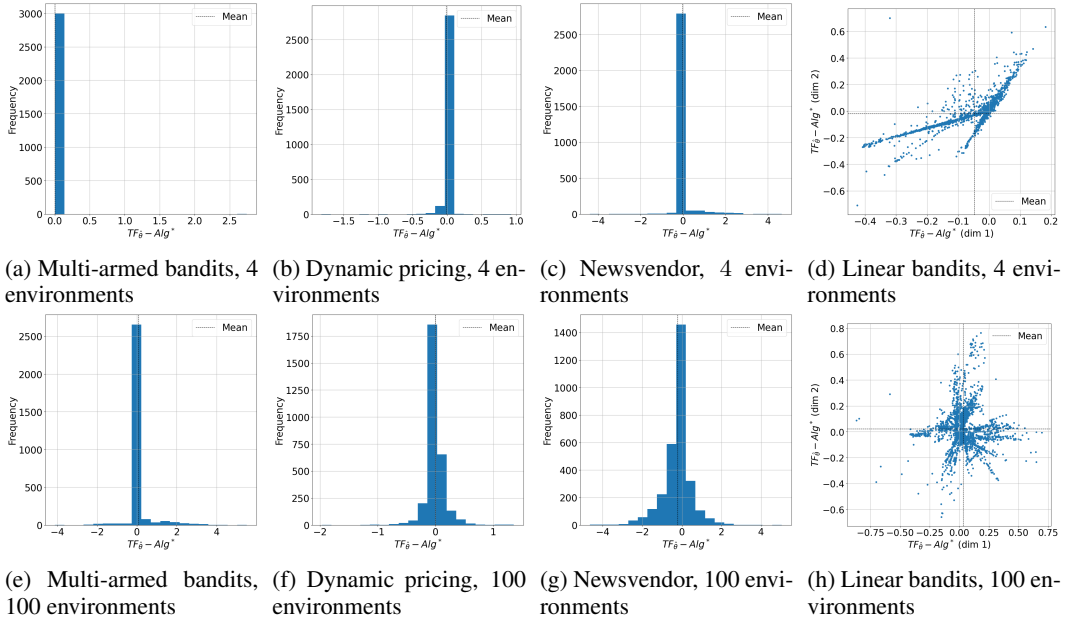 3000
2500
2000
1500
1000
500
0
Frequency
0.0 0.5 1.0 1.5 2.0 2.5
TF_θ̂ − Alg*
Mean
2500
2000
1500
1000
500
0
Frequency
−1.5 −1.0 −0.5 0.0 0.5 1.0
TF_θ̂ − Alg*
Mean
2500
2000
1500
1000
500
0
Frequency
−4 −2 0 2 4
TF_θ̂ − Alg*
Mean
0.6
0.4
0.2
0.0
−0.2
−0.4
−0.6
TF_θ̂ − Alg* (dim 2)
−0.4 −0.3 −0.2 −0.1 0.0 0.1 0.2
TF_θ̂ − Alg* (dim 1)
Mean
(a) Multi-armed bandits, 4
environments
(b) Dynamic pricing, 4 en-
vironments
(c) Newsvendor, 4 envi-
ronments
(d) Linear bandits, 4 envi-
ronments
2500
2000
1500
1000
500
0
Frequency
−4 −2 0 2 4
TF_θ̂ − Alg*
Mean
1750
1500
1250
1000
750
500
250
0
Frequency
−2 −1 0 1
TF_θ̂ − Alg*
Mean
1400
1200
1000
800
600
400
200
0
Frequency
−4 −2 0 2 4
TF_θ̂ − Alg*
Mean
0.8
0.6
0.4
0.2
0.0
−0.2
−0.4
−0.6
TF_θ̂ − Alg* (dim 2)
−0.75 −0.50 −0.25 0.00 0.25 0.50 0.75
TF_θ̂ − Alg* (dim 1)
Mean
(e) Multi-armed bandits,
100 environments
(f) Dynamic pricing, 100
environments
(g) Newsvendor, 100 envi-
ronments
(h) Linear bandits, 100 en-
vironments